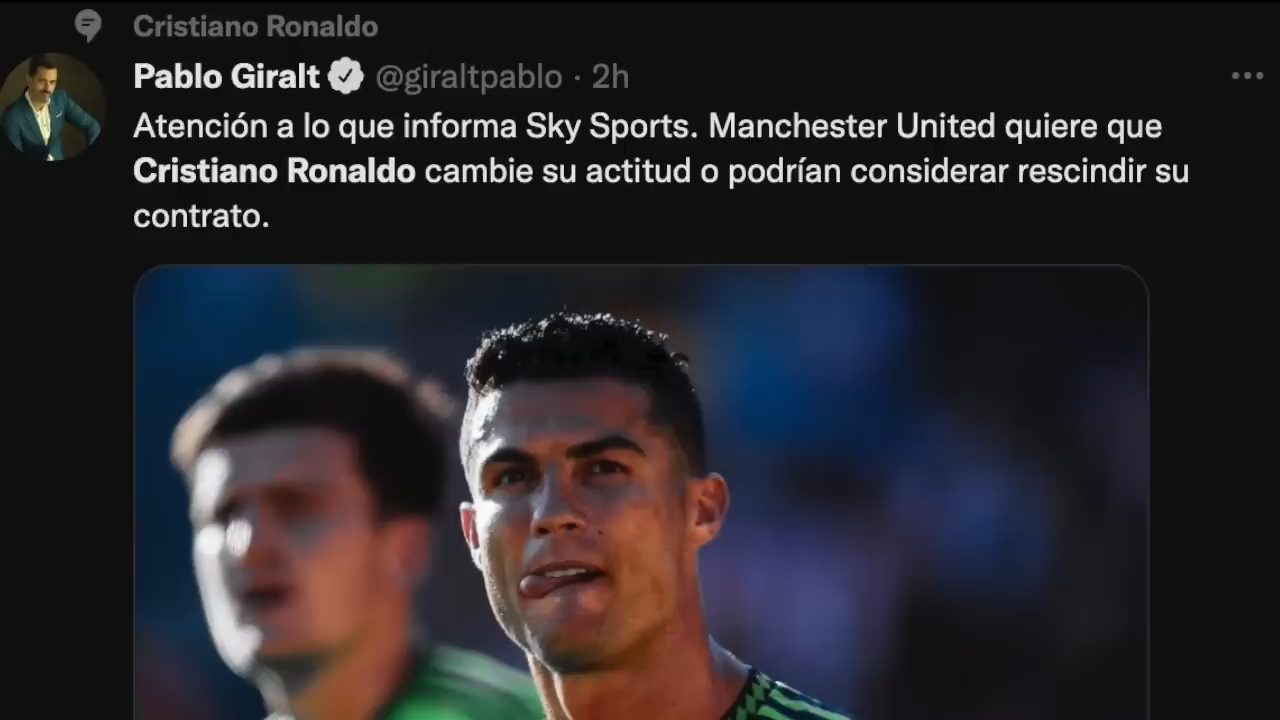 Cristiano Ronaldo
Pablo Giralt @giraltpablo · 2h
Atención a lo que informa Sky Sports. Manchester United quiere que
Cristiano Ronaldo cambie su actitud o podrían considerar rescindir su
contrato.